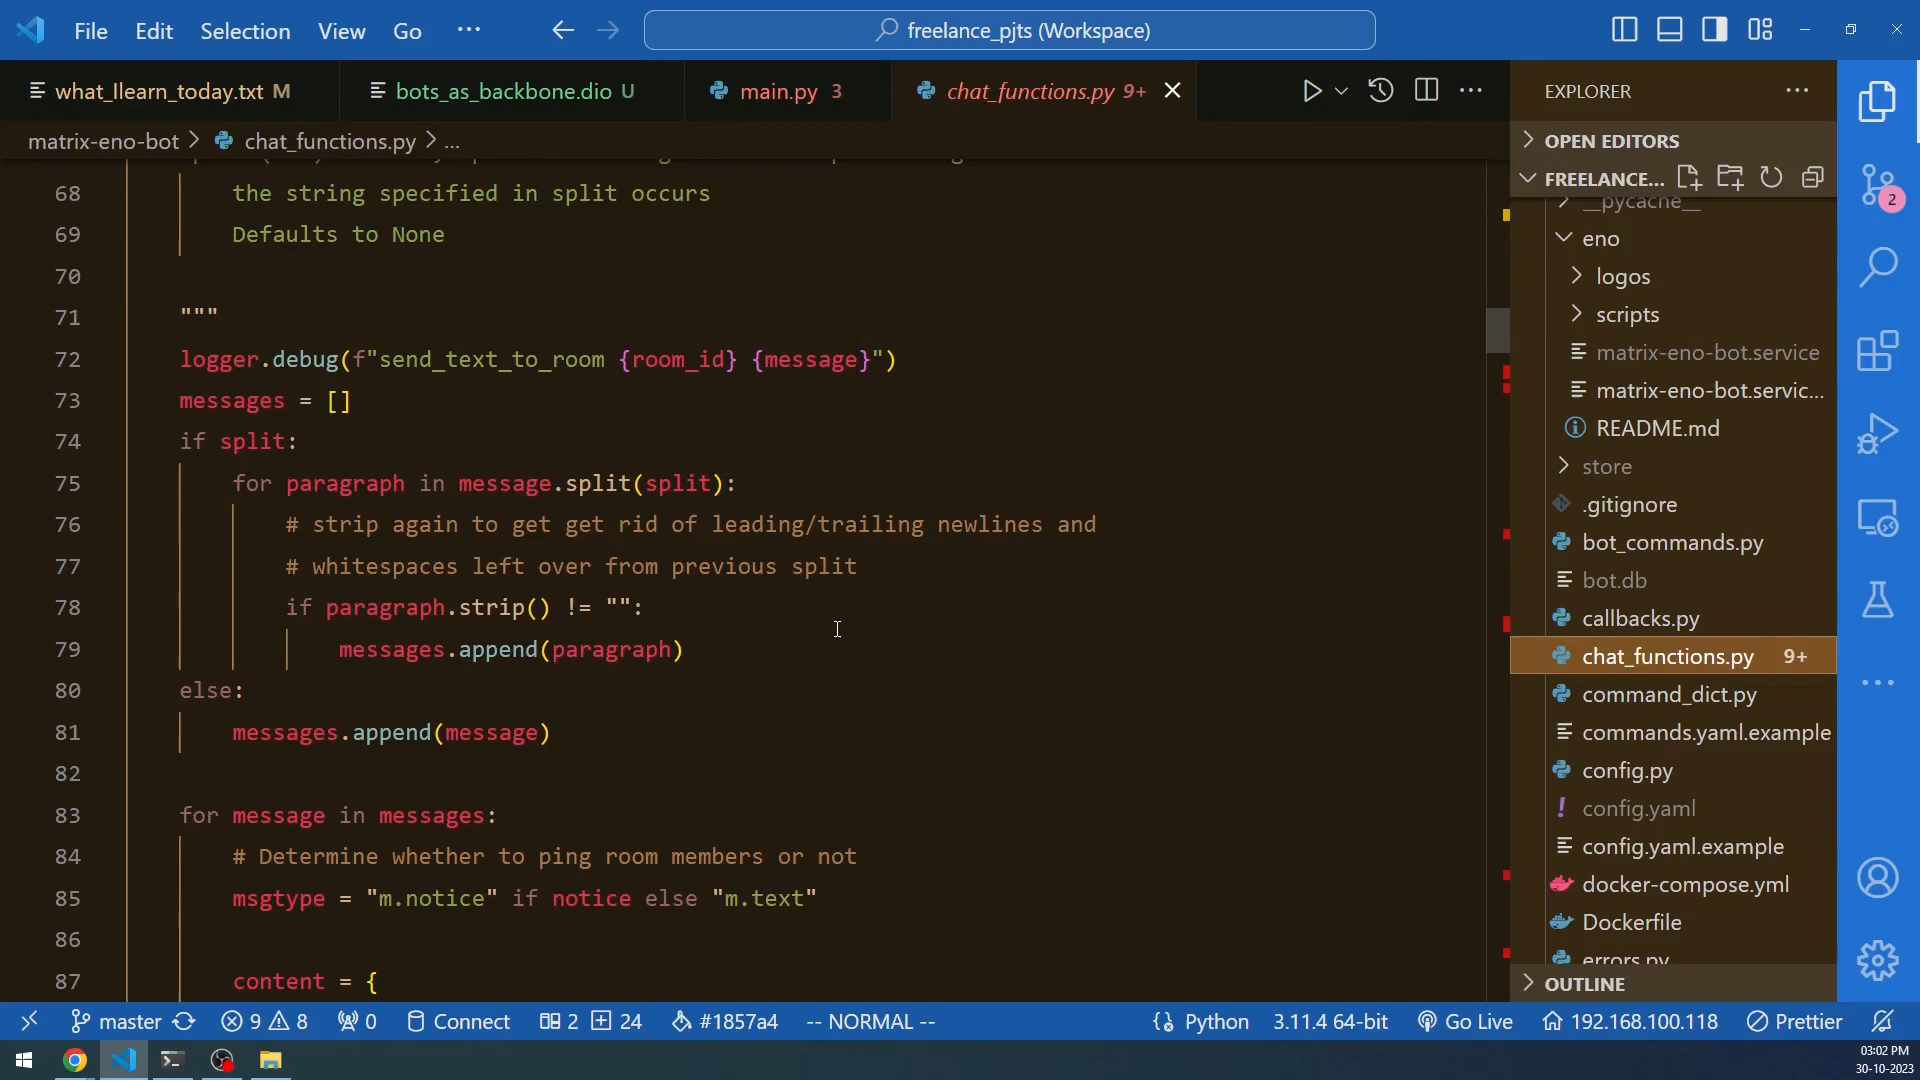 File Edit Selection View Go ··· freelance_pjts (Workspace)
what_Ilearn_today.txt M bots_as_backbone.dio U main.py 3 chat_functions.py 9+
matrix-eno-bot > chat_functions.py > ...
68 the string specified in split occurs
69 Defaults to None
70
71 """
72 logger.debug(f"send_text_to_room {room_id} {message}")
73 messages = []
74 if split:
75 for paragraph in message.split(split):
76 # strip again to get get rid of leading/trailing newlines and
77 # whitespaces left over from previous split
78 if paragraph.strip() != "":
79 messages.append(paragraph)
80 else:
81 messages.append(message)
82
83 for message in messages:
84 # Determine whether to ping room members or not
85 msgtype = "m.notice" if notice else "m.text"
86
87 content = {
EXPLORER
OPEN EDITORS
FREELANCE...
__pycache__
eno
logos
scripts
matrix-eno-bot.service
matrix-eno-bot.servic...
README.md
store
.gitignore
bot_commands.py
bot.db
callbacks.py
chat_functions.py 9+
command_dict.py
commands.yaml.example
config.py
config.yaml
config.yaml.example
docker-compose.yml
Dockerfile
errors.py
OUTLINE
2
master 9 8 0 Connect 2 24 #1857a4 -- NORMAL -- Python 3.11.4 64-bit Go Live 192.168.100.118 Prettier
03:02 PM
30-10-2023